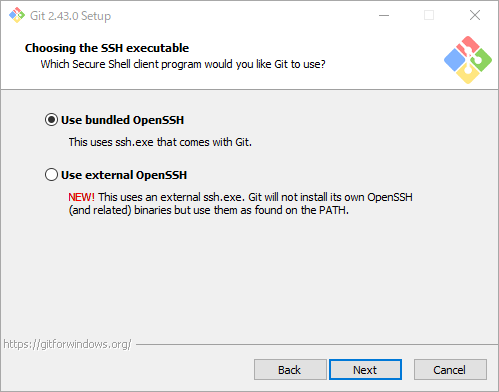 Git 2.43.0 Setup
Choosing the SSH executable
Which Secure Shell client program would you like Git to use?
Use bundled OpenSSH
This uses ssh.exe that comes with Git.
Use external OpenSSH
NEW! This uses an external ssh.exe. Git will not install its own OpenSSH
(and related) binaries but use them as found on the PATH.
https://gitforwindows.org/
Back
Next
Cancel